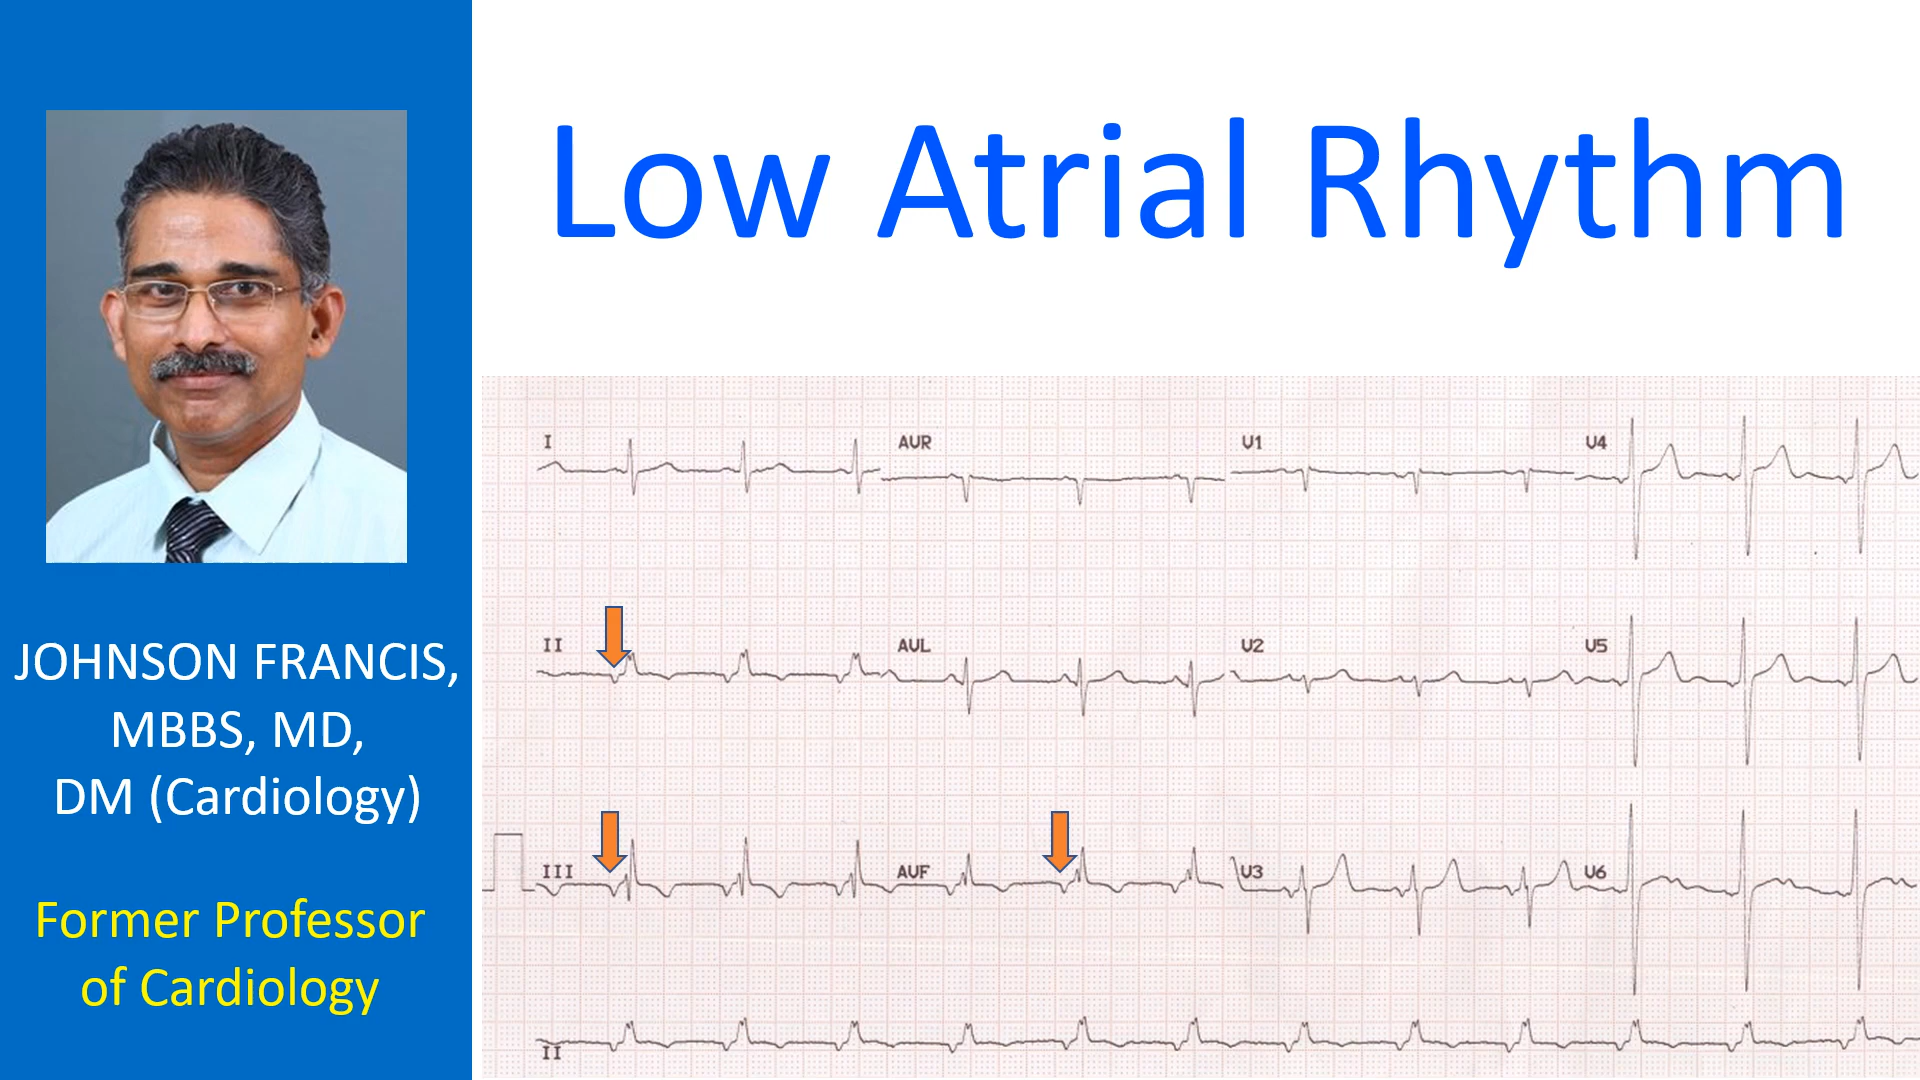 Low Atrial Rhythm
JOHNSON FRANCIS,
MBBS, MD,
DM (Cardiology)
Former Professor
of Cardiology
I
AVR
V1
V4
II
AVL
V2
V5
III
AVF
V3
V6
II